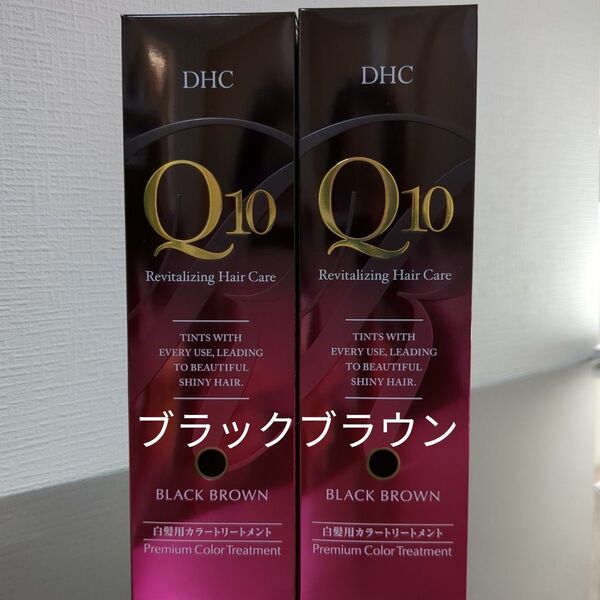 DHC
Q10
Revitalizing Hair Care
TINTS WITH
EVERY USE, LEADING
TO BEAUTIFUL
SHINY HAIR.
BLACK BROWN
白髪用カラートリートメント
Premium Color Treatment
DHC
Q10
Revitalizing Hair Care
TINTS WITH
EVERY USE, LEADING
TO BEAUTIFUL
SHINY HAIR.
BLACK BROWN
白髪用カラートリートメント
Premium Color Treatment
ブラックブラウン